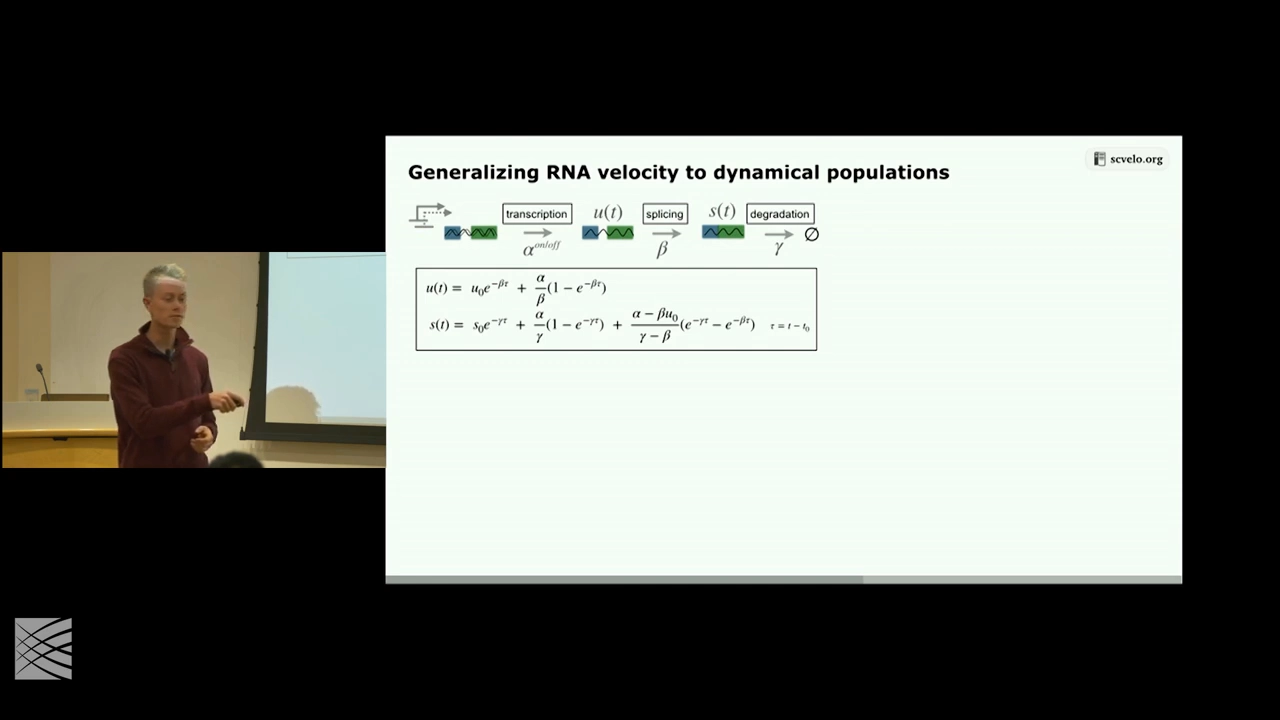 Generalizing RNA velocity to dynamical populations
scvelo.org
transcription u(t) splicing s(t) degradation
α^{on/off} β γ ∅
u(t) = u₀e^{−βτ} + α/β (1 − e^{−βτ})
s(t) = s₀e^{−γτ} + α/γ (1 − e^{−γτ}) + (α − βu₀)/(γ − β) (e^{−γτ} − e^{−βτ}) τ = t − t₀